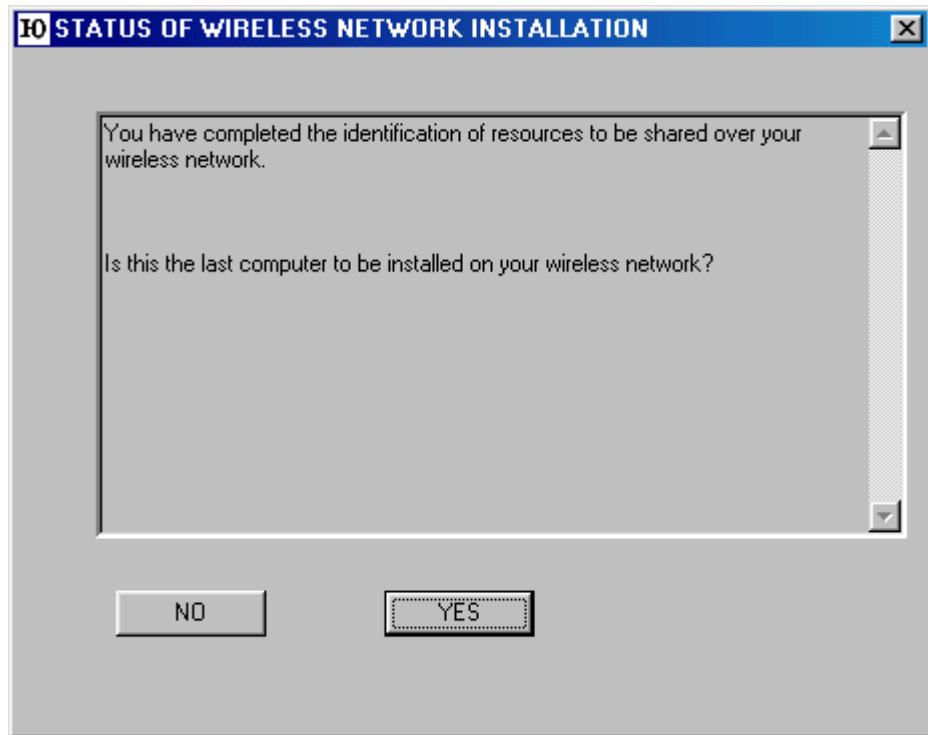 Ю STATUS OF WIRELESS NETWORK INSTALLATION
You have completed the identification of resources to be shared over your
wireless network.
Is this the last computer to be installed on your wireless network?
NO
YES